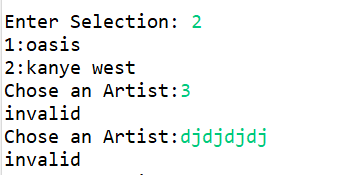 Enter Selection: 2
1:oasis
2:kanye west
Chose an Artist:3
invalid
Chose an Artist:djdjdjdj
invalid